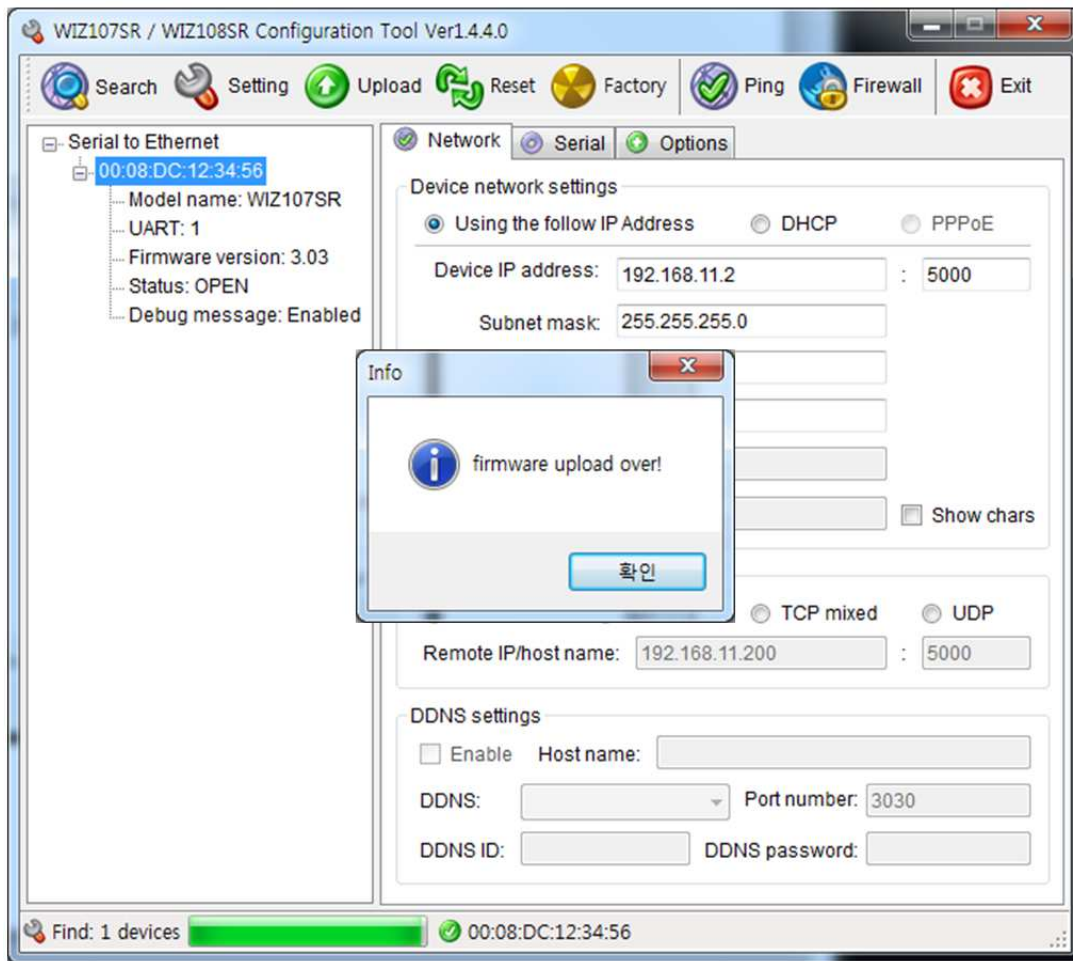 WIZ107SR / WIZ108SR Configuration Tool Ver1.4.4.0
Search Setting Upload Reset Factory Ping Firewall Exit
Serial to Ethernet
00:08:DC:12:34:56
Model name: WIZ107SR
UART: 1
Firmware version: 3.03
Status: OPEN
Debug message: Enabled
Network Serial Options
Device network settings
Using the follow IP Address DHCP PPPoE
Device IP address: 192.168.11.2 : 5000
Subnet mask: 255.255.255.0
Info
firmware upload over!
확인
Show chars
TCP mixed UDP
Remote IP/host name: 192.168.11.200 : 5000
DDNS settings
Enable Host name:
DDNS: Port number: 3030
DDNS ID: DDNS password:
Find: 1 devices 00:08:DC:12:34:56